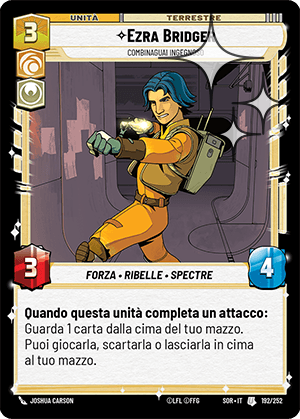 UNITÀ
TERRESTRE
3
EZRA BRIDGE
COMBINAGUAI
3
4
FORZA • RIBELLE • SPECTRE
Quando questa unità completa un attacco:
Guarda 1 carta dalla cima del tuo mazzo.
Puoi giocarla, scartarla o lasciarla in cima
al tuo mazzo.
JOSHUA CARSON
©LFL ©FFG
SOR • IT
192/252